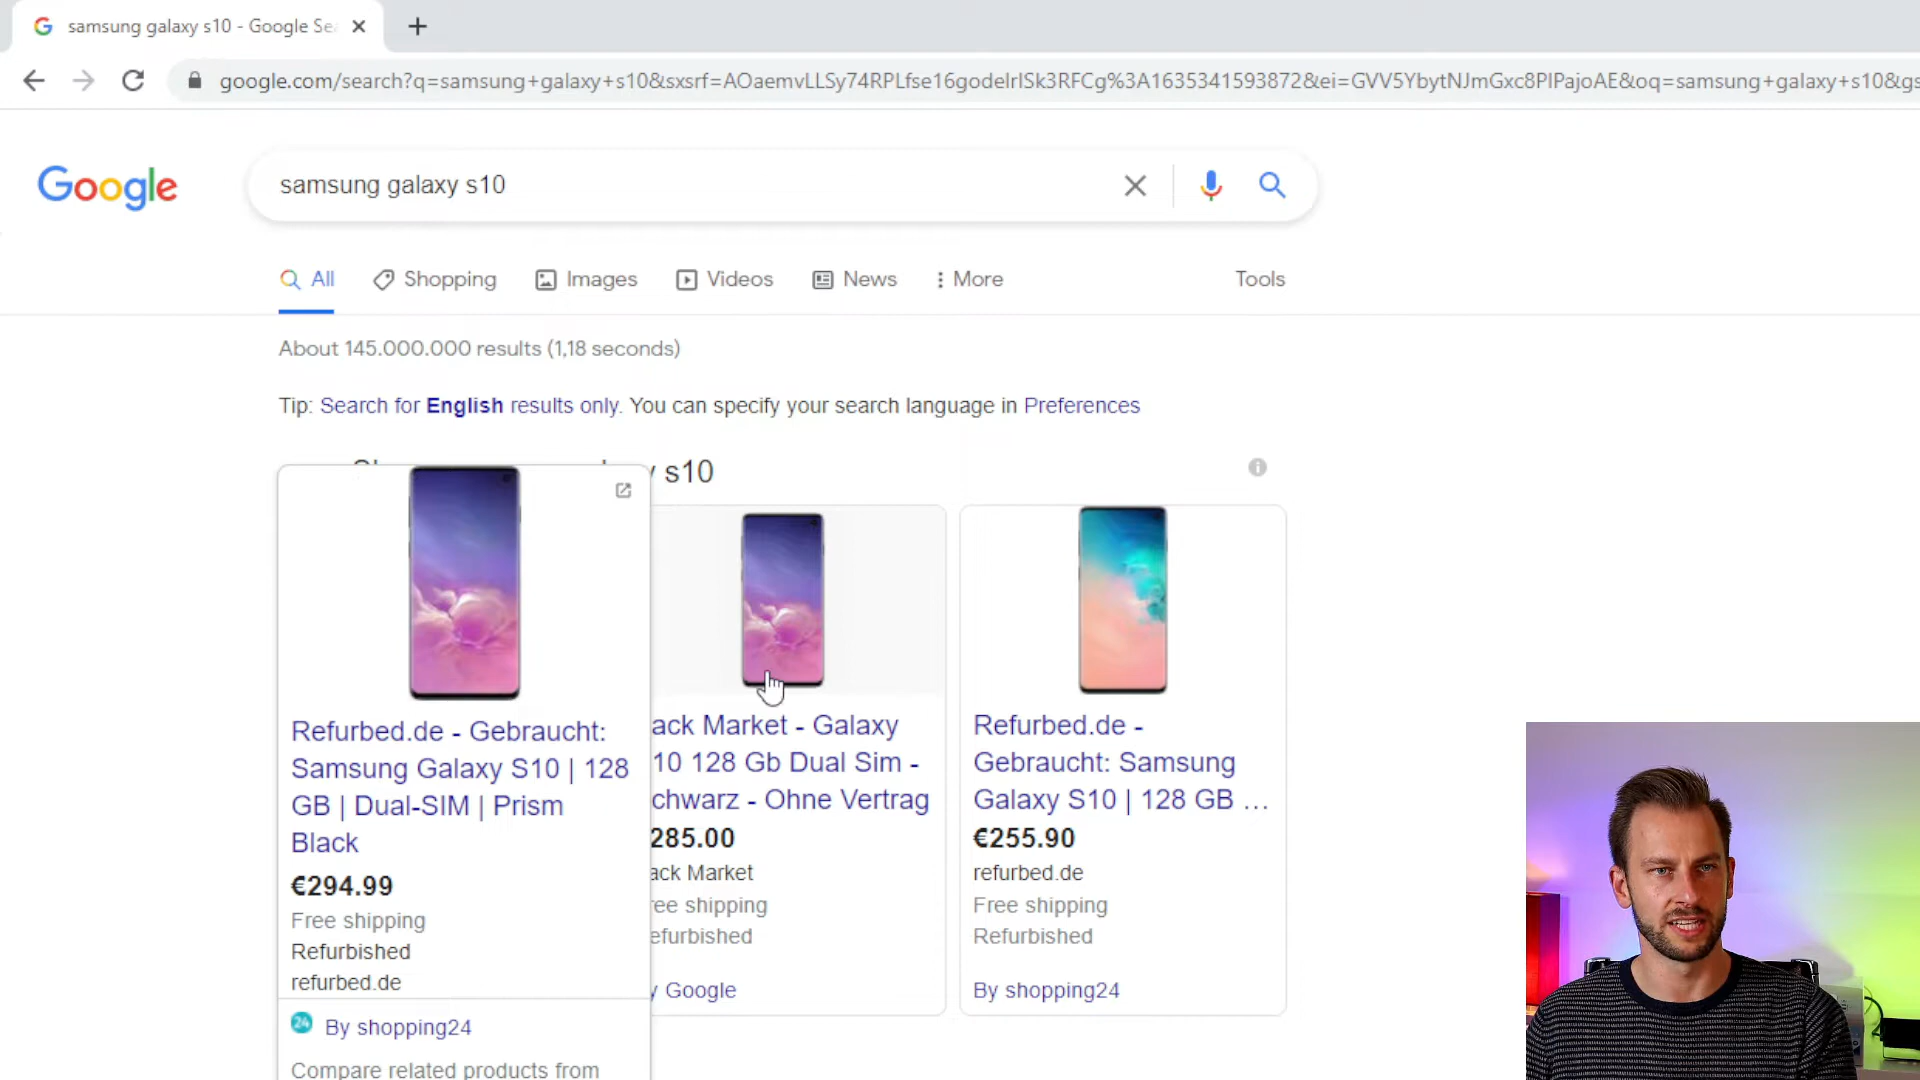 samsung galaxy s10 - Google Se
google.com/search?q=samsung+galaxy+s10&sxsrf=AOaemvLLSy74RPLfse16godelrlSk3RFCg%3A1635341593872&ei=GVV5YbytNJmGxc8PlPajoAE&oq=samsung+galaxy+s10&gs
Google
samsung galaxy s10
All
Shopping
Images
Videos
News
More
Tools
About 145.000.000 results (1,18 seconds)
Tip: Search for English results only. You can specify your search language in Preferences
s10
Refurbed.de - Gebraucht:
Samsung Galaxy S10 | 128
GB | Dual-SIM | Prism
Black
€294.99
Free shipping
Refurbished
refurbed.de
24
By shopping24
Compare related products from
ack Market - Galaxy
10 128 Gb Dual Sim -
chwarz - Ohne Vertrag
285.00
ack Market
ree shipping
efurbished
y Google
Refurbed.de -
Gebraucht: Samsung
Galaxy S10 | 128 GB ...
€255.90
refurbed.de
Free shipping
Refurbished
By shopping24